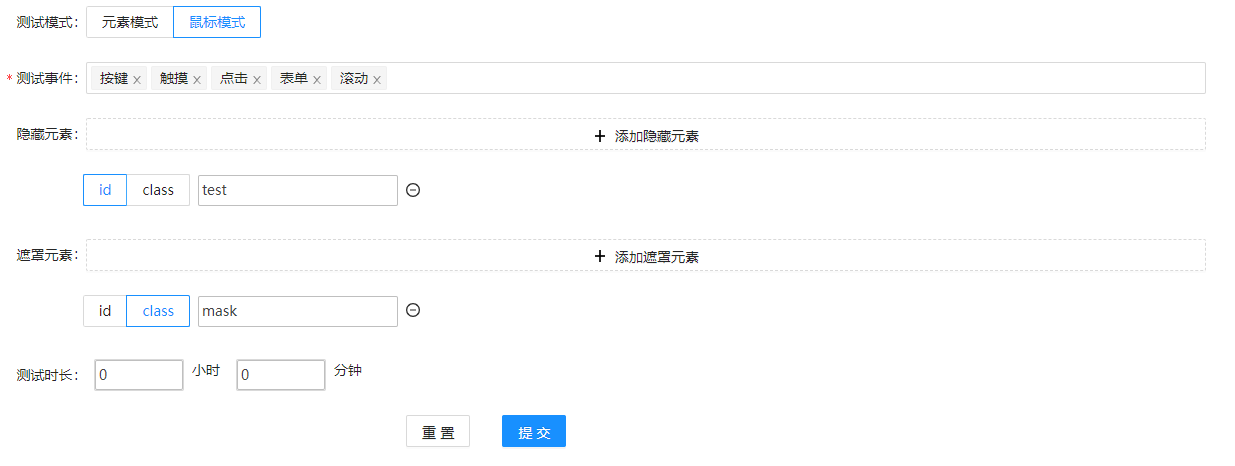 测试模式: 元素模式 鼠标模式
* 测试事件: 按键 x 触摸 x 点击 x 表单 x 滚动 x
隐藏元素: + 添加隐藏元素
id class test
遮罩元素: + 添加遮罩元素
id class mask
测试时长: 0 小时 0 分钟
重 置 提 交